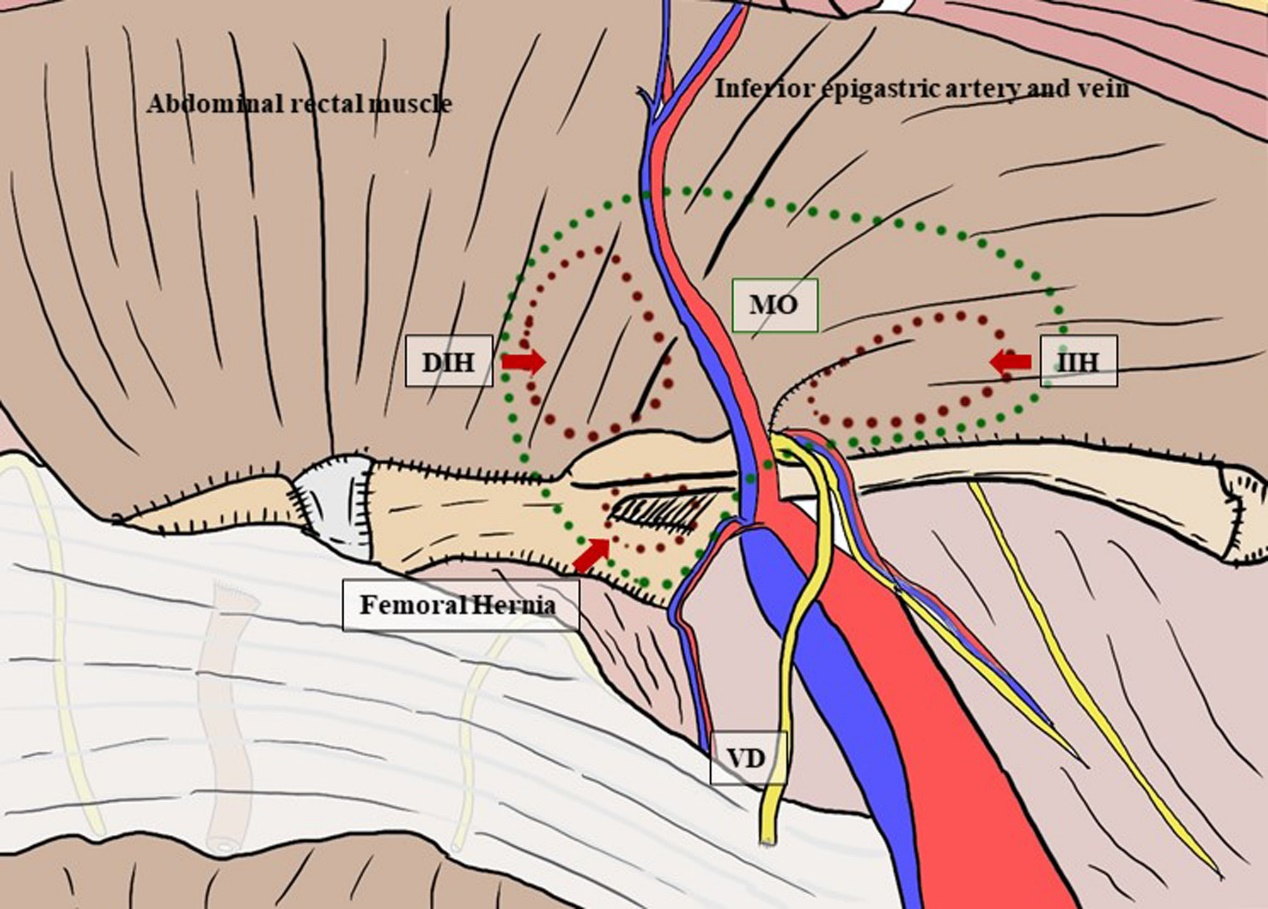 Abdominal rectal muscle
Inferior epigastric artery and vein
MO
DIH
IIH
Femoral Hernia
VD